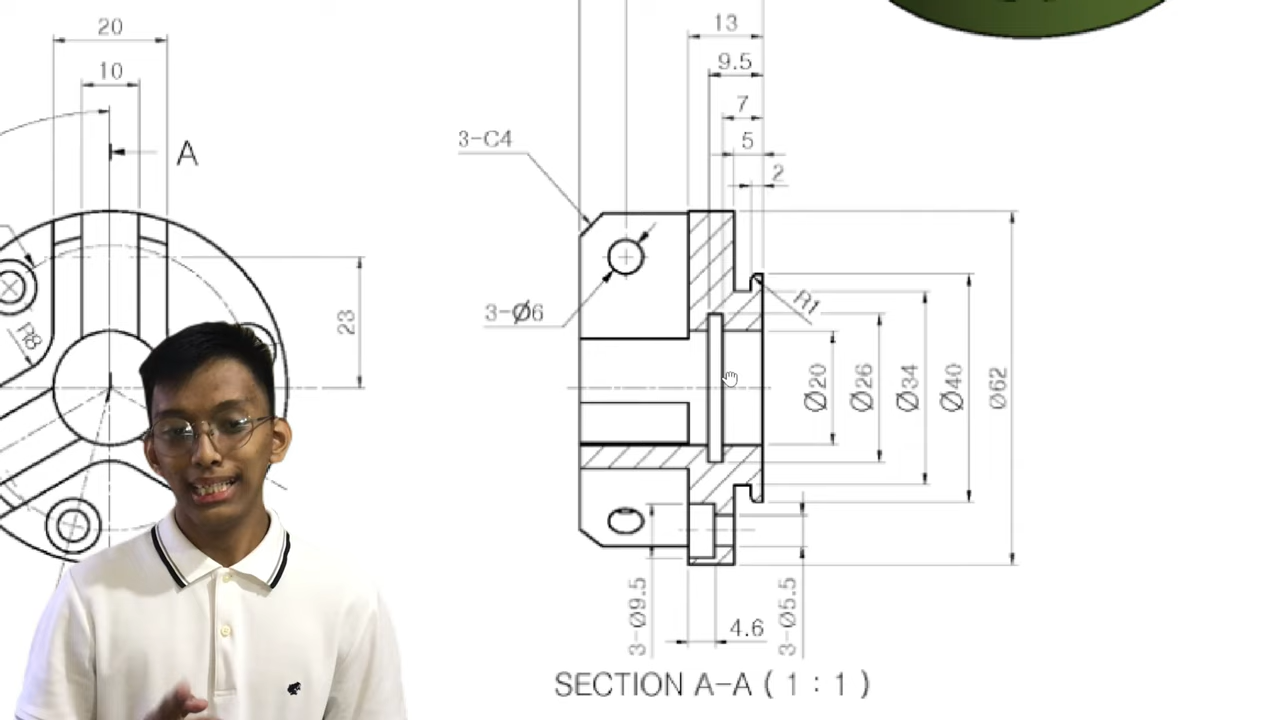 20
10
A
R8
23
13
9.5
7
5
2
3-C4
3-Ø6
R1
Ø20
Ø26
Ø34
Ø40
Ø62
3-Ø9.5
4.6
3-Ø5.5
SECTION A-A ( 1 : 1 )